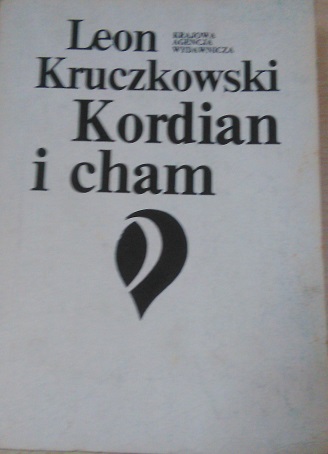 Leon
KRAJOWA
AGENCJA
WYDAWNICZA
Kruczkowski
Kordian
i cham